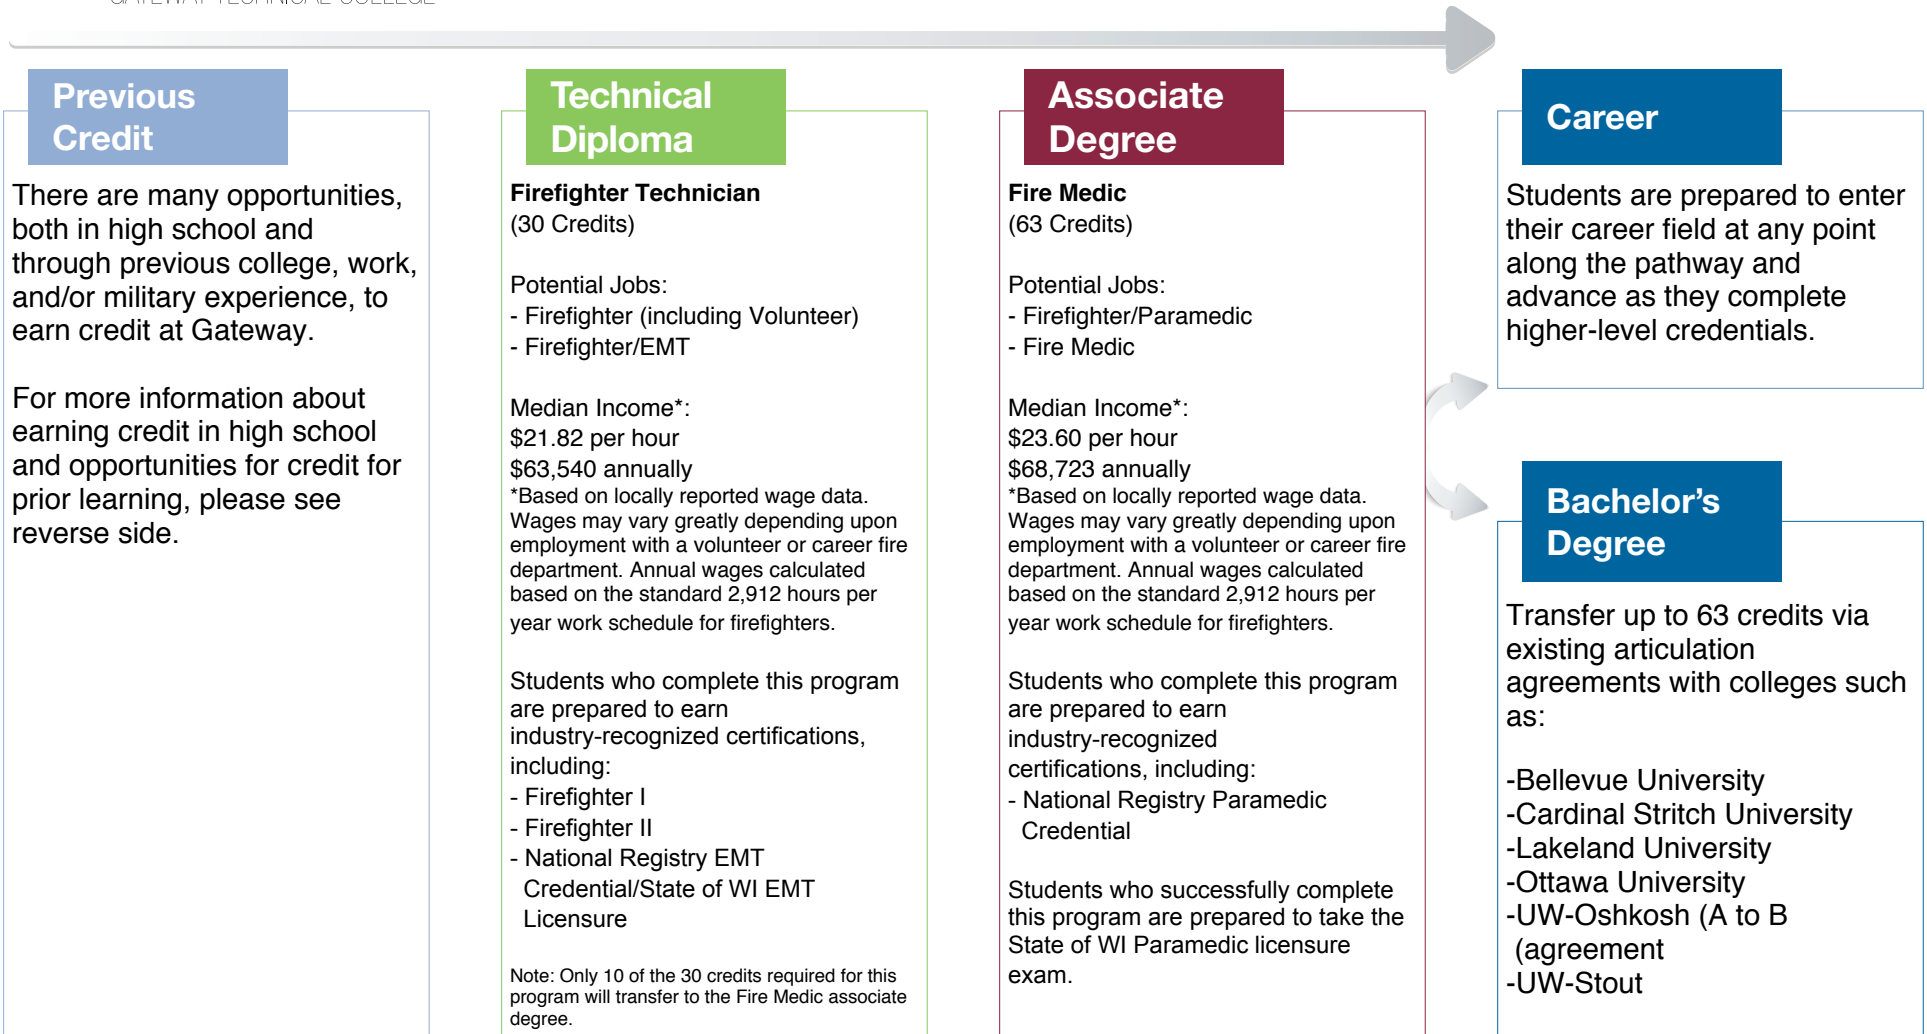 GATEWAY TECHNICAL COLLEGE
Previous
Credit
There are many opportunities,
both in high school and
through previous college, work,
and/or military experience, to
earn credit at Gateway.
For more information about
earning credit in high school
and opportunities for credit for
prior learning, please see
reverse side.
Technical
Diploma
Firefighter Technician
(30 Credits)
Potential Jobs:
- Firefighter (including Volunteer)
- Firefighter/EMT
Median Income*:
$21.82 per hour
$63,540 annually
*Based on locally reported wage data.
Wages may vary greatly depending upon
employment with a volunteer or career fire
department. Annual wages calculated
based on the standard 2,912 hours per
year work schedule for firefighters.
Students who complete this program
are prepared to earn
industry-recognized certifications,
including:
- Firefighter I
- Firefighter II
- National Registry EMT
Credential/State of WI EMT
Licensure
Note: Only 10 of the 30 credits required for this
program will transfer to the Fire Medic associate
degree.
Associate
Degree
Fire Medic
(63 Credits)
Potential Jobs:
- Firefighter/Paramedic
- Fire Medic
Median Income*:
$23.60 per hour
$68,723 annually
*Based on locally reported wage data.
Wages may vary greatly depending upon
employment with a volunteer or career fire
department. Annual wages calculated
based on the standard 2,912 hours per
year work schedule for firefighters.
Students who complete this program
are prepared to earn
industry-recognized
certifications, including:
- National Registry Paramedic
Credential
Students who successfully complete
this program are prepared to take the
State of WI Paramedic licensure
exam.
Career
Students are prepared to enter
their career field at any point
along the pathway and
advance as they complete
higher-level credentials.
Bachelor's
Degree
Transfer up to 63 credits via
existing articulation
agreements with colleges such
as:
-Bellevue University
-Cardinal Stritch University
-Lakeland University
-Ottawa University
-UW-Oshkosh (A to B
(agreement
-UW-Stout